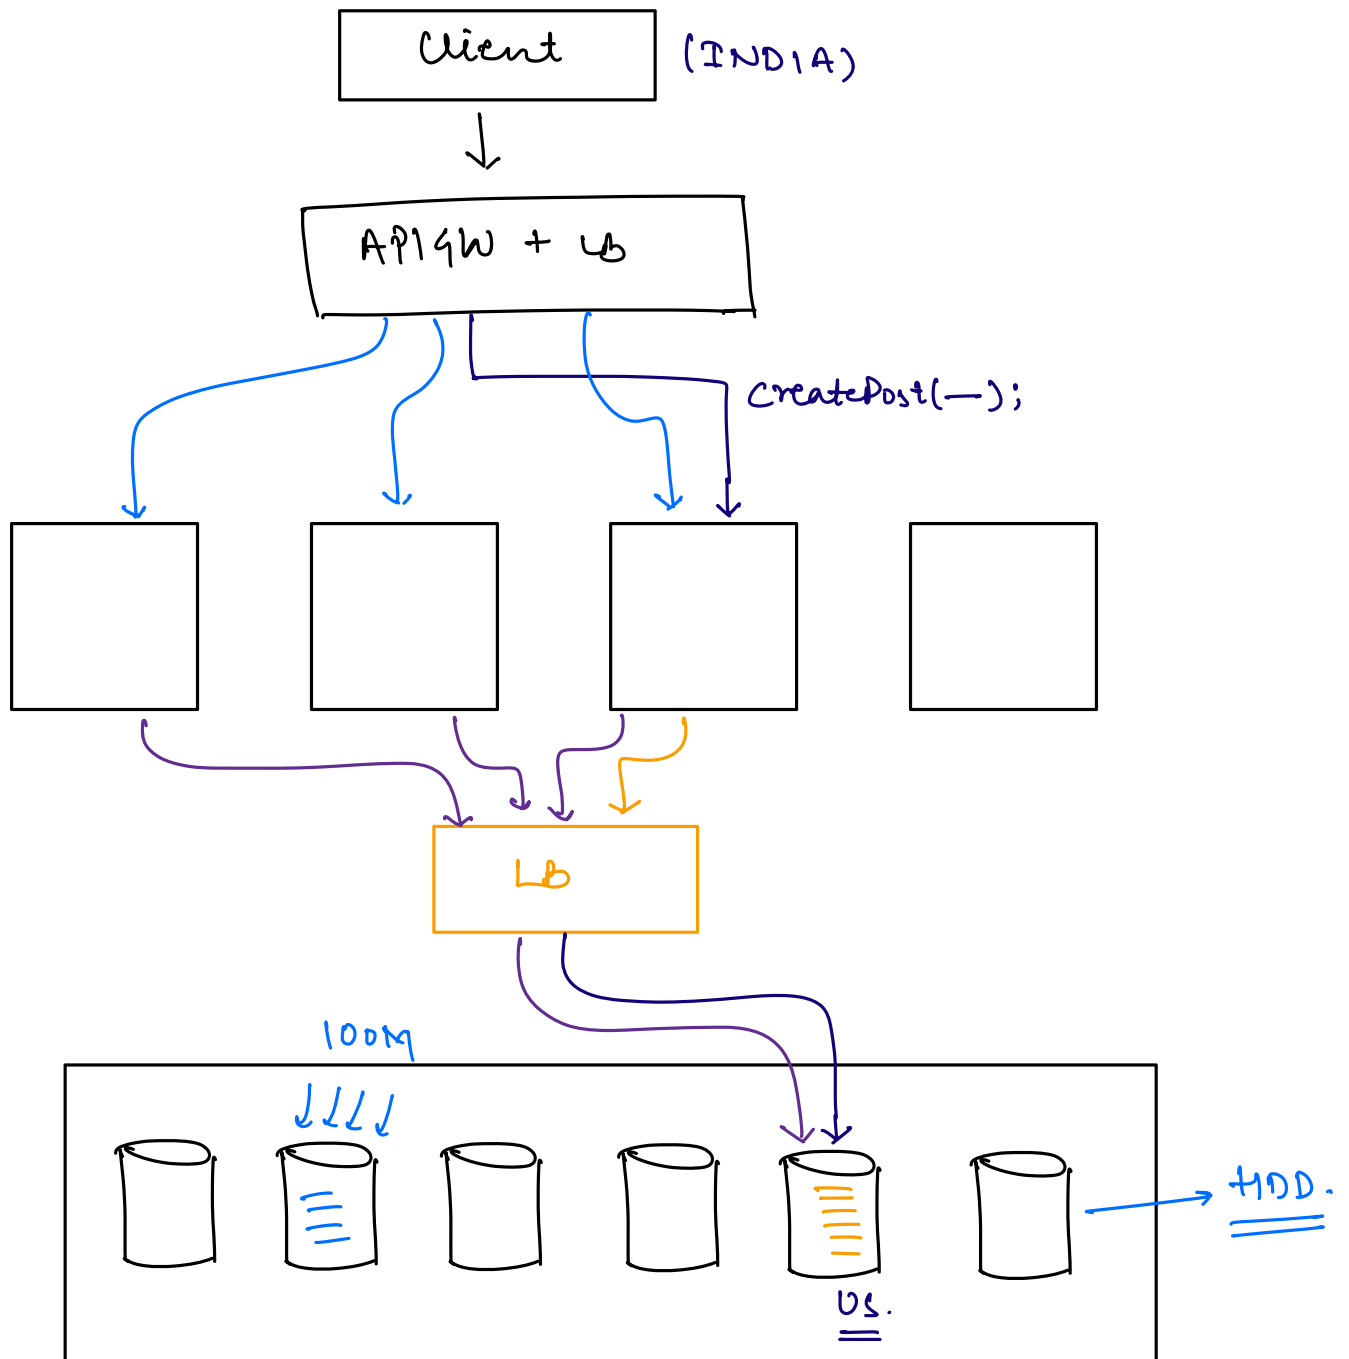 Client
(INDIA)
APIGW + LB
createPost(—);
LB
100M
HDD.
US.